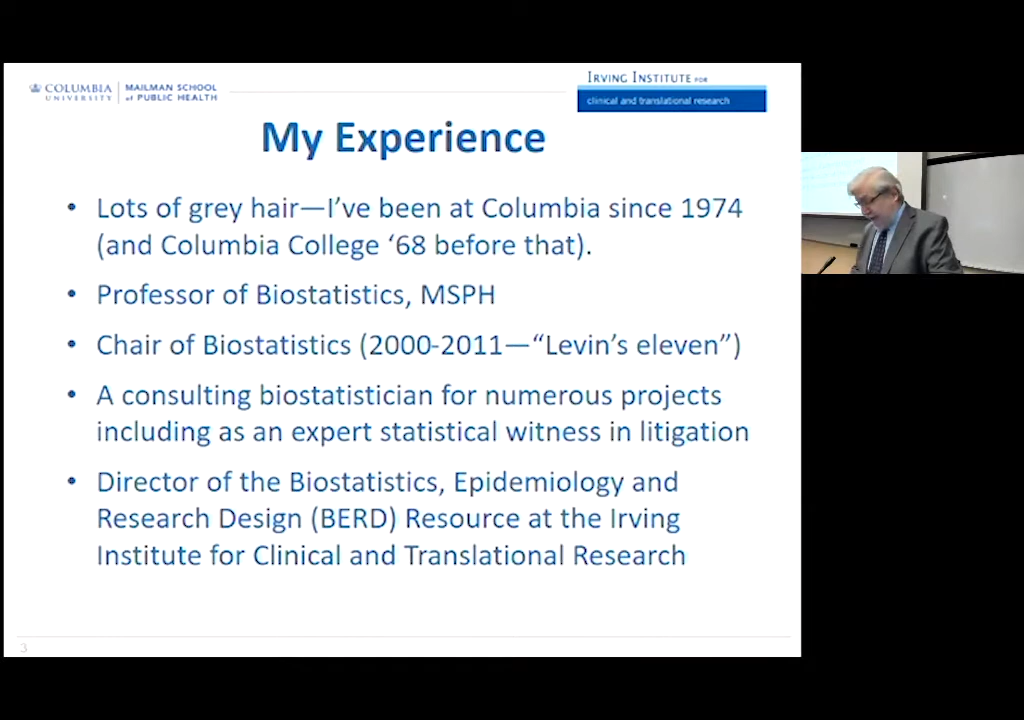 COLUMBIA UNIVERSITY
MAILMAN SCHOOL
of PUBLIC HEALTH
IRVING INSTITUTE FOR
clinical and translational research
My Experience
• Lots of grey hair—I've been at Columbia since 1974
(and Columbia College ‘68 before that).
• Professor of Biostatistics, MSPH
• Chair of Biostatistics (2000-2011—“Levin’s eleven”)
• A consulting biostatistician for numerous projects
including as an expert statistical witness in litigation
• Director of the Biostatistics, Epidemiology and
Research Design (BERD) Resource at the Irving
Institute for Clinical and Translational Research
3